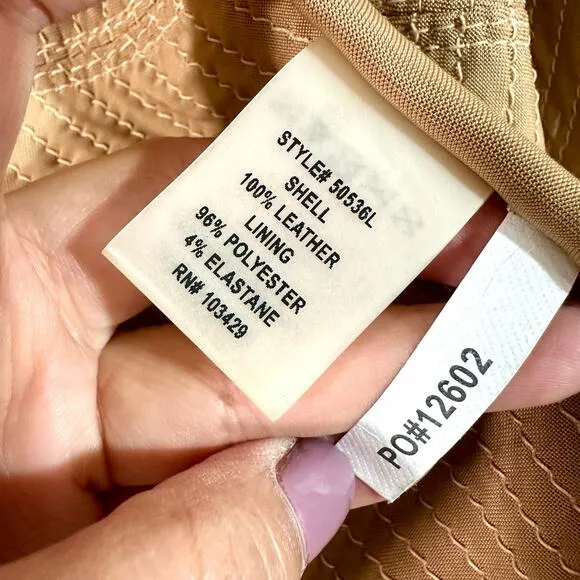 STYLE# 50536L
SHELL
100% LEATHER
LINING
96% POLYESTER
4% ELASTANE
RN# 103429
PO#12602